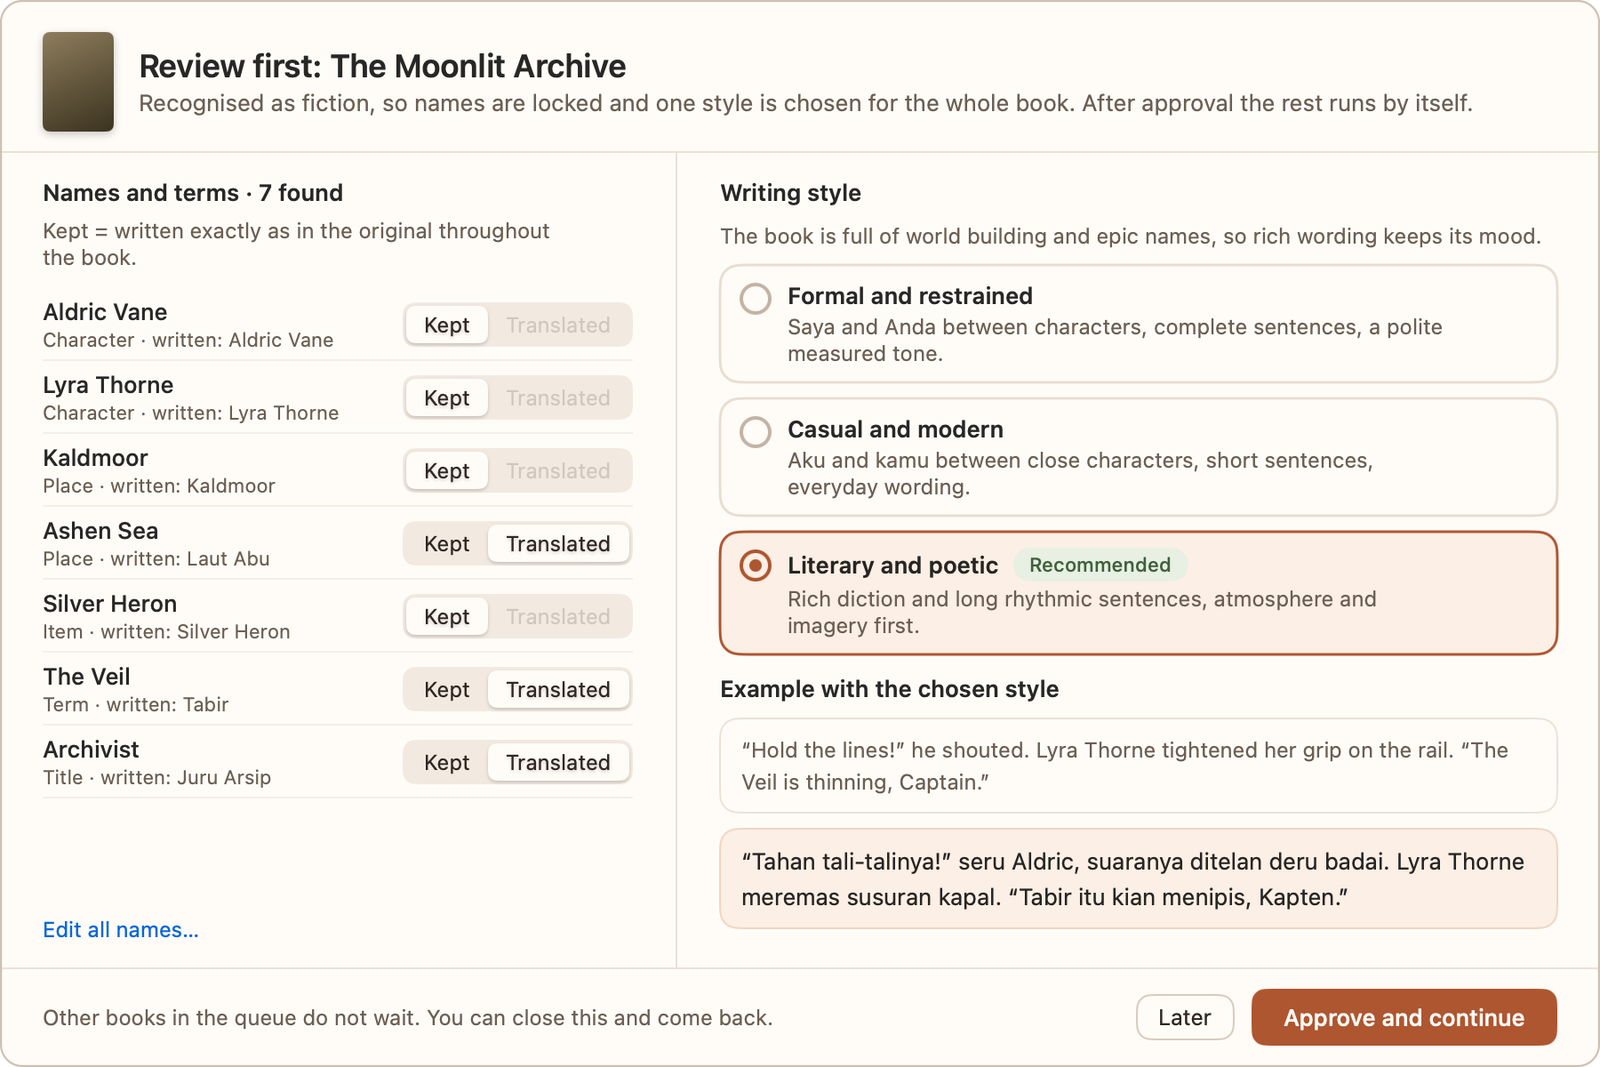 Review first: The Moonlit Archive
Recognised as fiction, so names are locked and one style is chosen for the whole book. After approval the rest runs by itself.
Names and terms · 7 found
Kept = written exactly as in the original throughout
the book.
Aldric Vane
Character · written: Aldric Vane
Kept Translated
Lyra Thorne
Character · written: Lyra Thorne
Kept Translated
Kaldmoor
Place · written: Kaldmoor
Kept Translated
Ashen Sea
Place · written: Laut Abu
Kept Translated
Silver Heron
Item · written: Silver Heron
Kept Translated
The Veil
Term · written: Tabir
Kept Translated
Archivist
Title · written: Juru Arsip
Kept Translated
Edit all names...
Writing style
The book is full of world building and epic names, so rich wording keeps its mood.
Formal and restrained
Saya and Anda between characters, complete sentences, a polite
measured tone.
Casual and modern
Aku and kamu between close characters, short sentences,
everyday wording.
Literary and poetic Recommended
Rich diction and long rhythmic sentences, atmosphere and
imagery first.
Example with the chosen style
“Hold the lines!” he shouted. Lyra Thorne tightened her grip on the rail. “The
Veil is thinning, Captain.”
“Tahan tali-talinya!” seru Aldric, suaranya ditelan deru badai. Lyra Thorne
meremas susuran kapal. “Tabir itu kian menipis, Kapten.”
Other books in the queue do not wait. You can close this and come back.
Later
Approve and continue